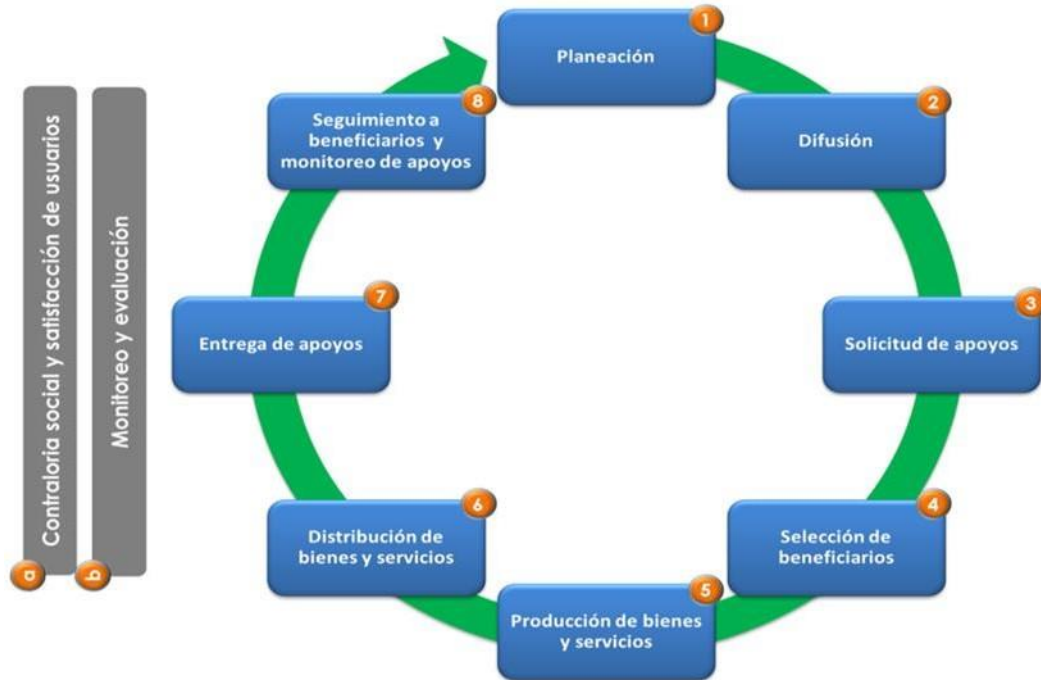 1
Planeación
2
Difusión
3
Solicitud de apoyos
4
Selección de
beneficiarios
5
Producción de bienes
y servicios
6
Distribución de
bienes y servicios
7
Entrega de apoyos
8
Seguimiento a
beneficiarios y
monitoreo de apoyos
a
Contraloria social y satisfacción de usuarios
b
Monitoreo y evaluación